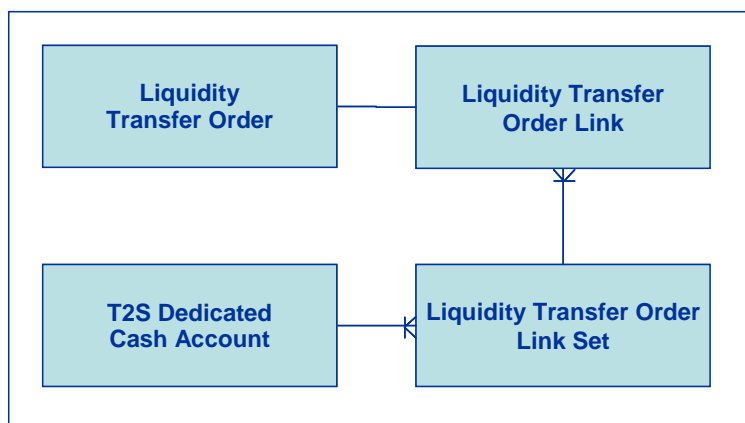 Liquidity
Transfer Order
Liquidity Transfer
Order Link
T2S Dedicated
Cash Account
Liquidity Transfer Order
Link Set